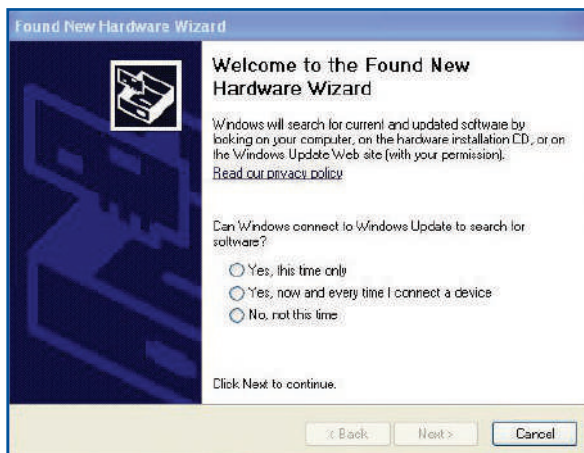 Found New Hardware Wizard
Welcome to the Found New
Hardware Wizard
Windows will search for current and updated software by
looking on your computer, on the hardware installation CD, or on
the Windows Update Web site (with your permission).
Read our privacy policy
Can Windows connect to Windows Update to search for
software?
Yes, this time only
Yes, now and every time I connect a device
No, not this time
Click Next to continue.
< Back Next > Cancel